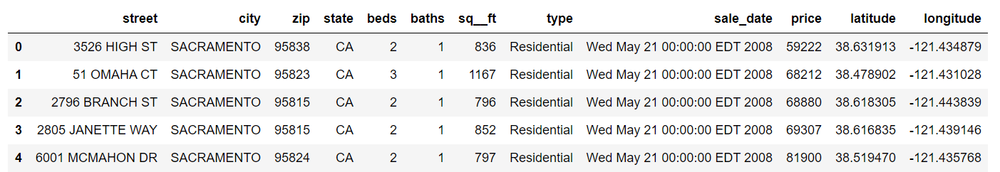 street city zip state beds baths sq__ft type sale_date price latitude longitude
0 3526 HIGH ST SACRAMENTO 95838 CA 2 1 836 Residential Wed May 21 00:00:00 EDT 2008 59222 38.631913 -121.434879
1 51 OMAHA CT SACRAMENTO 95823 CA 3 1 1167 Residential Wed May 21 00:00:00 EDT 2008 68212 38.478902 -121.431028
2 2796 BRANCH ST SACRAMENTO 95815 CA 2 1 796 Residential Wed May 21 00:00:00 EDT 2008 68880 38.618305 -121.443839
3 2805 JANETTE WAY SACRAMENTO 95815 CA 2 1 852 Residential Wed May 21 00:00:00 EDT 2008 69307 38.616835 -121.439146
4 6001 MCMAHON DR SACRAMENTO 95824 CA 2 1 797 Residential Wed May 21 00:00:00 EDT 2008 81900 38.519470 -121.435768